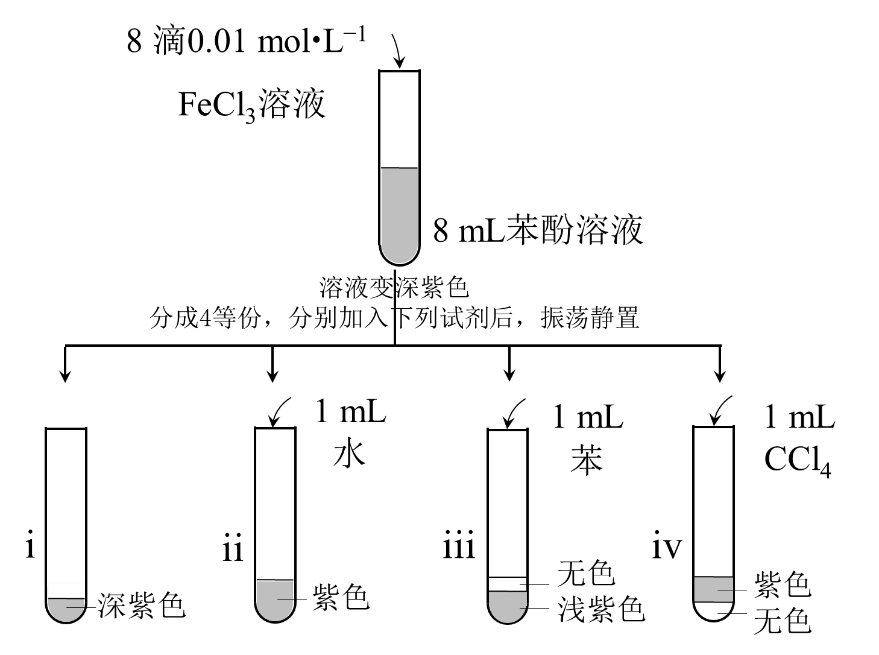 8 滴0.01 mol•L⁻¹
FeCl₃溶液
8 mL苯酚溶液
溶液变深紫色
分成4等份，分别加入下列试剂后，振荡静置
i
深紫色
ii
1 mL
水
紫色
iii
1 mL
苯
无色
浅紫色
iv
1 mL
CCl₄
紫色
无色